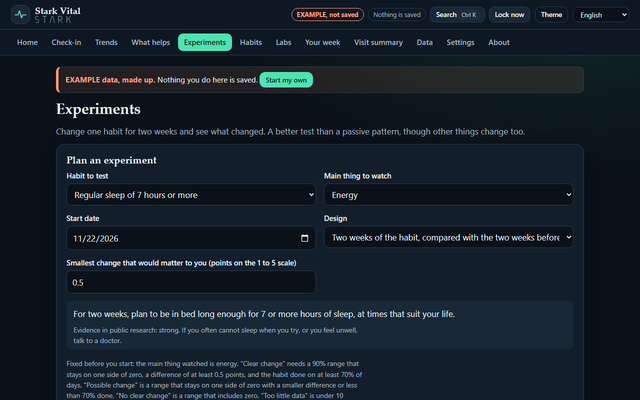 Stark Vital
STARK
EXAMPLE, not saved
Nothing is saved
Search Ctrl K
Lock now
Theme
English
Home Check-in Trends What helps Experiments Habits Labs Your week Visit summary Data Settings About
EXAMPLE data, made up. Nothing you do here is saved. Start my own
Experiments
Change one habit for two weeks and see what changed. A better test than a passive pattern, though other things change too.
Plan an experiment
Habit to test
Regular sleep of 7 hours or more
Main thing to watch
Energy
Start date
11/22/2026
Design
Two weeks of the habit, compared with the two weeks before
Smallest change that would matter to you (points on the 1 to 5 scale)
0.5
For two weeks, plan to be in bed long enough for 7 or more hours of sleep, at times that suit your life.
Evidence in public research: strong. If you often cannot sleep when you try, or you feel unwell,
talk to a doctor.
Fixed before you start: the main thing watched is energy. "Clear change" needs a 90% range that
stays on one side of zero, a difference of at least 0.5 points, and the habit done on at least 70% of
days. "Possible change" is a range that stays on one side of zero with a smaller difference or less
than 70% done. "No clear change" is a range that includes zero. "Too little data" is under 10